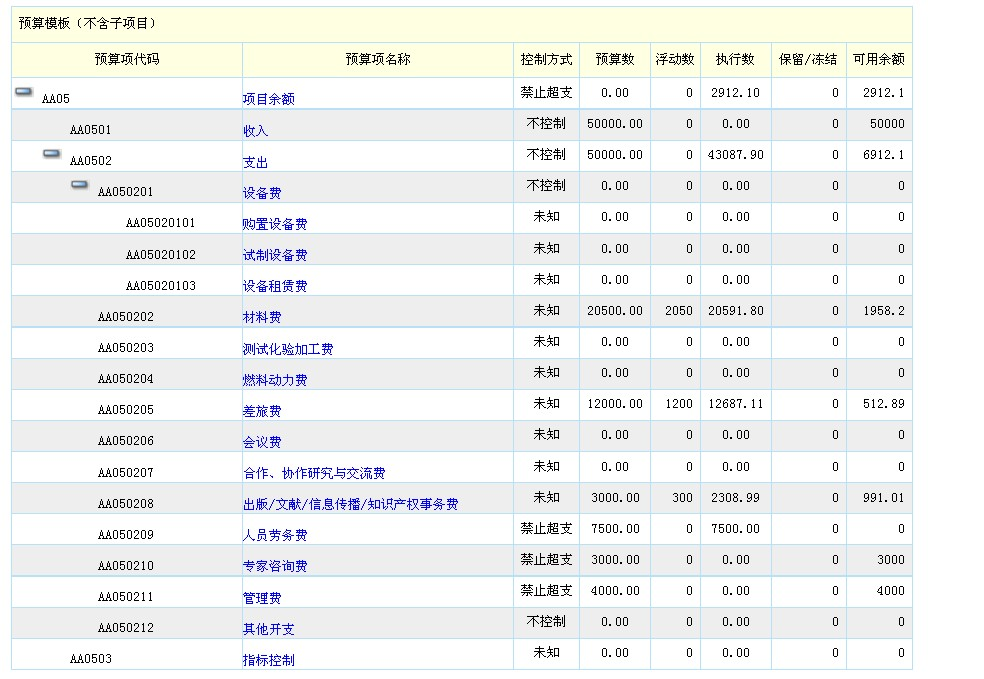 预算模板（不含子项目）
预算项代码 预算项名称 控制方式 预算数 浮动数 执行数 保留/冻结 可用余额
AA05 项目余额 禁止超支 0.00 0 2912.10 0 2912.1
AA0501 收入 不控制 50000.00 0 0.00 0 50000
AA0502 支出 不控制 50000.00 0 43087.90 0 6912.1
AA050201 设备费 不控制 0.00 0 0.00 0 0
AA05020101 购置设备费 未知 0.00 0 0.00 0 0
AA05020102 试制设备费 未知 0.00 0 0.00 0 0
AA05020103 设备租赁费 未知 0.00 0 0.00 0 0
AA050202 材料费 未知 20500.00 2050 20591.80 0 1958.2
AA050203 测试化验加工费 未知 0.00 0 0.00 0 0
AA050204 燃料动力费 未知 0.00 0 0.00 0 0
AA050205 差旅费 未知 12000.00 1200 12687.11 0 512.89
AA050206 会议费 未知 0.00 0 0.00 0 0
AA050207 合作、协作研究与交流费 未知 0.00 0 0.00 0 0
AA050208 出版/文献/信息传播/知识产权事务费 未知 3000.00 300 2308.99 0 991.01
AA050209 人员劳务费 禁止超支 7500.00 0 7500.00 0 0
AA050210 专家咨询费 禁止超支 3000.00 0 0.00 0 3000
AA050211 管理费 禁止超支 4000.00 0 0.00 0 4000
AA050212 其他开支 不控制 0.00 0 0.00 0 0
AA0503 指标控制 未知 0.00 0 0.00 0 0